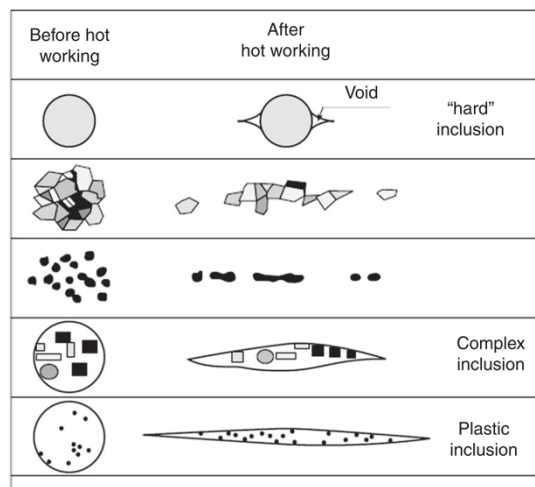 Before hot
working
After
hot working
Void
“hard”
inclusion
Complex
inclusion
Plastic
inclusion